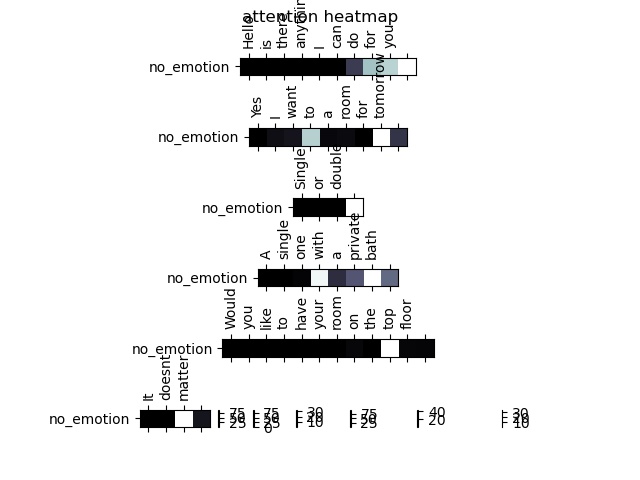 attention heatmap
Hello is there anything I can do for you
no_emotion
Yes I want to a room for tomorrow
no_emotion
Single or double
no_emotion
A single one with a private bath
no_emotion
Would you like to have your room on the top floor
no_emotion
It doesnt matter
no_emotion
75 75 30 75 40 30
50 50 20 50 20 20
25 25 10 25 10
0